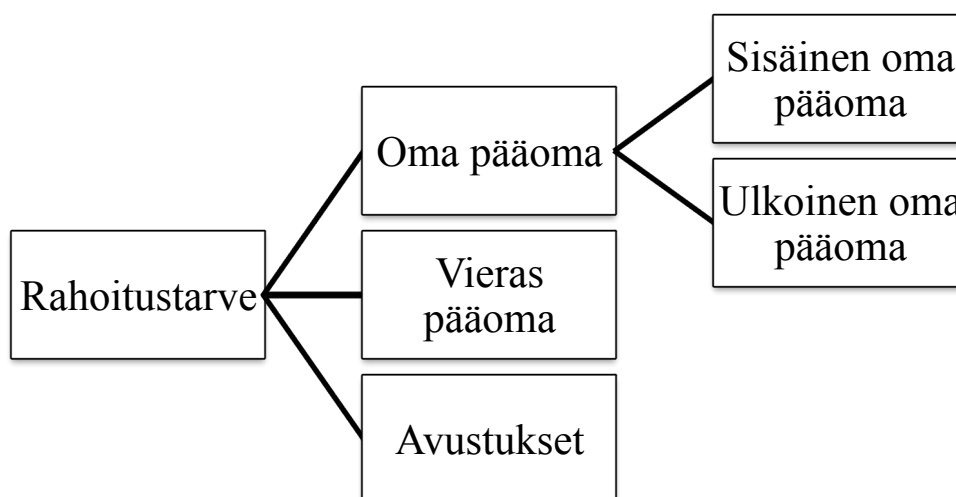 Rahoitustarve
Oma pääoma
Sisäinen oma
pääoma
Ulkoinen oma
pääoma
Vieras
pääoma
Avustukset